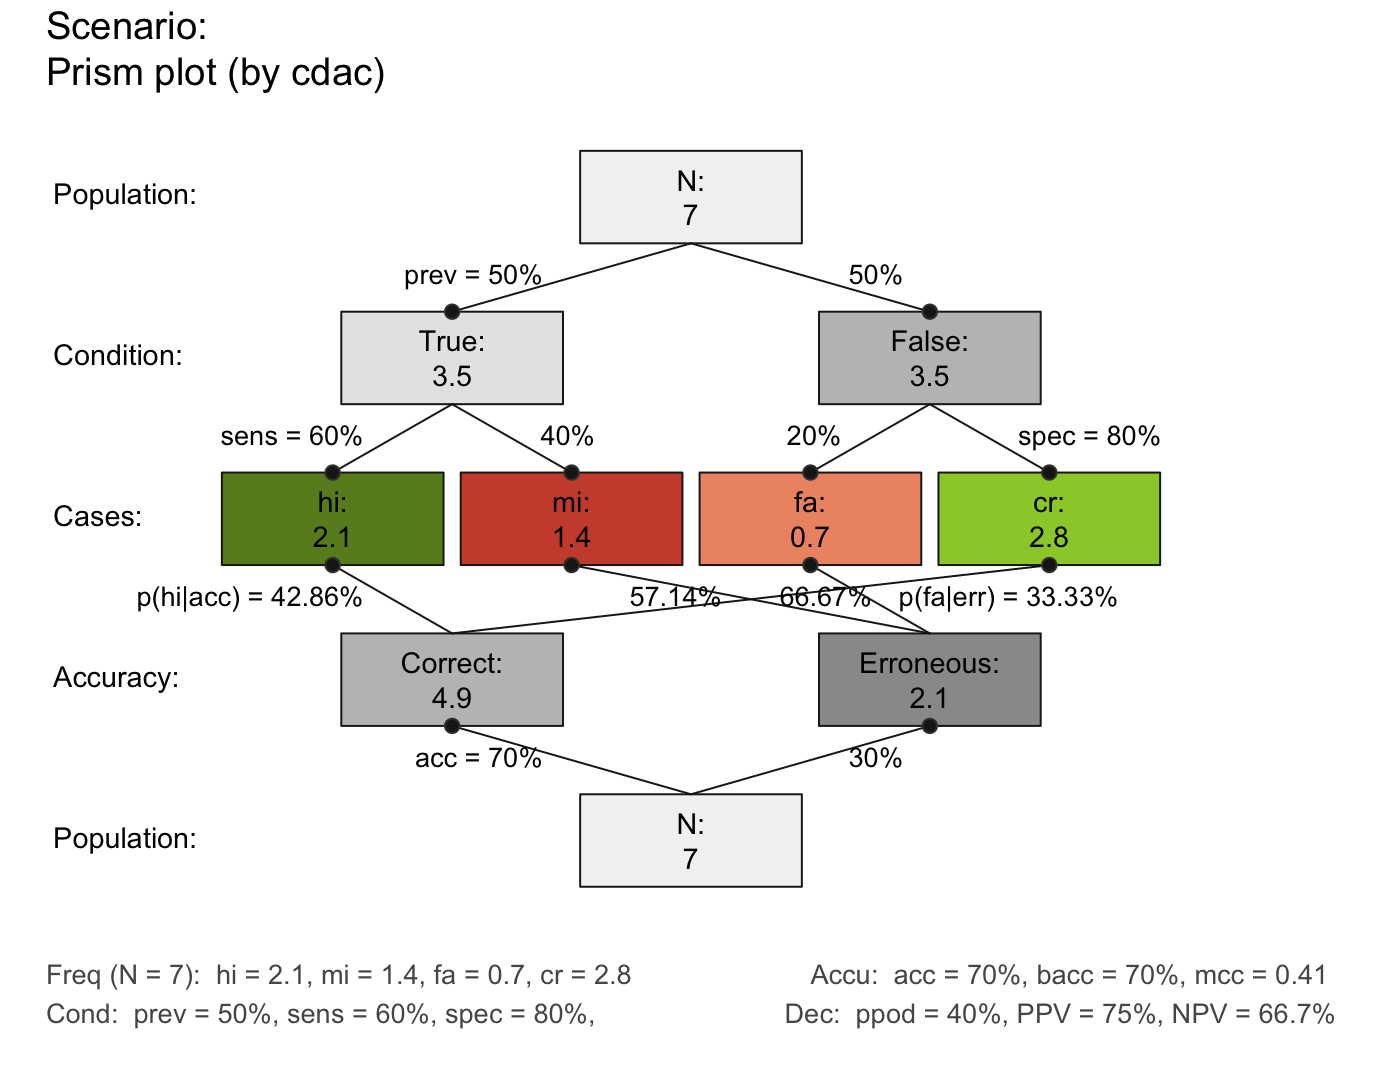 Scenario:
Prism plot (by cdac)
Population:
N:
7
prev = 50%
50%
Condition:
True:
3.5
False:
3.5
sens = 60%
40%
20%
spec = 80%
Cases:
hi:
2.1
mi:
1.4
fa:
0.7
cr:
2.8
p(hi|acc) = 42.86%
57.14%
66.67%
p(fa|err) = 33.33%
Accuracy:
Correct:
4.9
Erroneous:
2.1
acc = 70%
30%
Population:
N:
7
Freq (N = 7):  hi = 2.1, mi = 1.4, fa = 0.7, cr = 2.8
Accu:  acc = 70%, bacc = 70%, mcc = 0.41
Cond:  prev = 50%, sens = 60%, spec = 80%,
Dec:  ppod = 40%, PPV = 75%, NPV = 66.7%